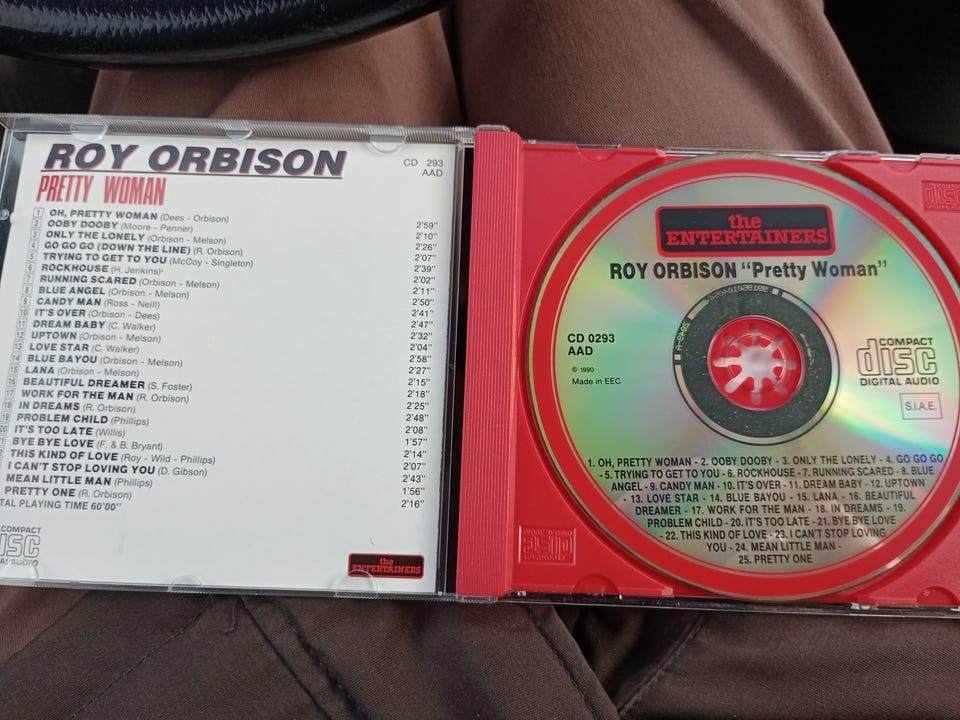 ROY ORBISON
CD 293
AAD
PRETTY WOMAN
1 OH, PRETTY WOMAN (Dees - Orbison) 2'59"
2 OOBY DOOBY (Moore - Penner) 2'10"
3 ONLY THE LONELY (Orbison - Melson) 2'26"
4 GO GO GO (DOWN THE LINE) (R. Orbison) 2'07"
5 TRYING TO GET TO YOU (McCoy - Singleton) 2'39"
6 ROCKHOUSE (H. Jenkins) 2'02"
7 RUNNING SCARED (Orbison - Melson) 2'11"
8 BLUE ANGEL (Orbison - Melson) 2'50"
9 CANDY MAN (Ross - Neill) 2'41"
10 IT'S OVER (Orbison - Dees) 2'47"
11 DREAM BABY (C. Walker) 2'32"
12 UPTOWN (Orbison - Melson) 2'04"
13 LOVE STAR (C. Walker) 2'58"
14 BLUE BAYOU (Orbison - Melson) 2'27"
15 LANA (Orbison - Melson) 2'15"
16 BEAUTIFUL DREAMER (S. Foster) 2'18"
17 WORK FOR THE MAN (R. Orbison) 2'25"
18 IN DREAMS (R. Orbison) 2'48"
19 PROBLEM CHILD (Phillips) 2'08"
20 IT'S TOO LATE (Willis) 1'57"
BYE BYE LOVE (F. & B. Bryant) 2'14"
THIS KIND OF LOVE (Roy - Wild - Phillips) 2'07"
I CAN'T STOP LOVING YOU (D. Gibson) 2'43"
MEAN LITTLE MAN (Phillips) 1'56"
PRETTY ONE (R. Orbison) 2'16"
TAL PLAYING TIME 60'00"
COMPACT
disc
AL AUDIO
the
ENTERTAINERS
the
ENTERTAINERS
ROY ORBISON "Pretty Woman"
CD 0293
AAD
© 1990
Made in EEC
COMPACT
disc
DIGITAL AUDIO
S.I.A.E.
1. OH, PRETTY WOMAN - 2. OOBY DOOBY - 3. ONLY THE LONELY - 4. GO GO GO
- 5. TRYING TO GET TO YOU - 6. ROCKHOUSE - 7. RUNNING SCARED - 8. BLUE
ANGEL - 9. CANDY MAN - 10. IT'S OVER - 11. DREAM BABY - 12. UPTOWN
- 13. LOVE STAR - 14. BLUE BAYOU - 15. LANA - 16. BEAUTIFUL
DREAMER - 17. WORK FOR THE MAN - 18. IN DREAMS - 19.
PROBLEM CHILD - 20. IT'S TOO LATE - 21. BYE BYE LOVE
- 22. THIS KIND OF LOVE - 23. I CAN'T STOP LOVING
YOU - 24. MEAN LITTLE MAN -
25. PRETTY ONE